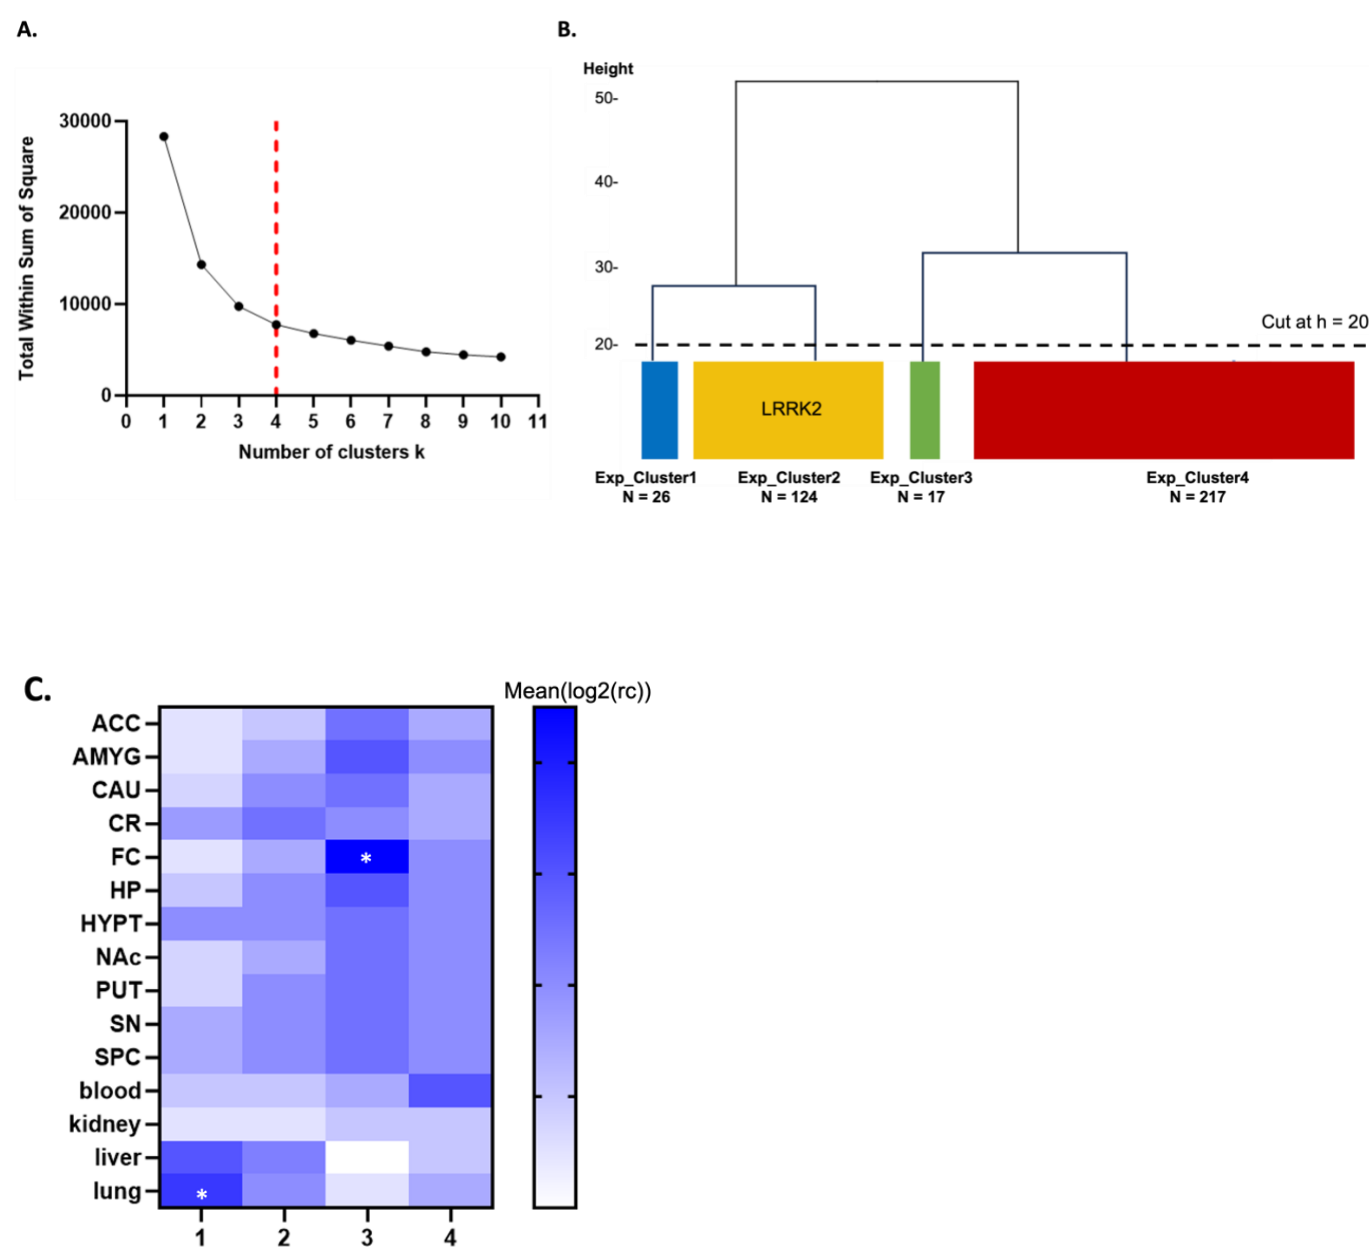 A.
30000
20000
10000
0
Total Within Sum of Square
0 1 2 3 4 5 6 7 8 9 10 11
Number of clusters k
B.
Height
50-
40-
30-
20-
Cut at h = 20
LRRK2
Exp_Cluster1 Exp_Cluster2 Exp_Cluster3 Exp_Cluster4
N = 26 N = 124 N = 17 N = 217
C.
Mean(log2(rc))
ACC
AMYG
CAU
CR
FC *
HP
HYPT
NAc
PUT
SN
SPC
blood
kidney
liver
lung *
1 2 3 4